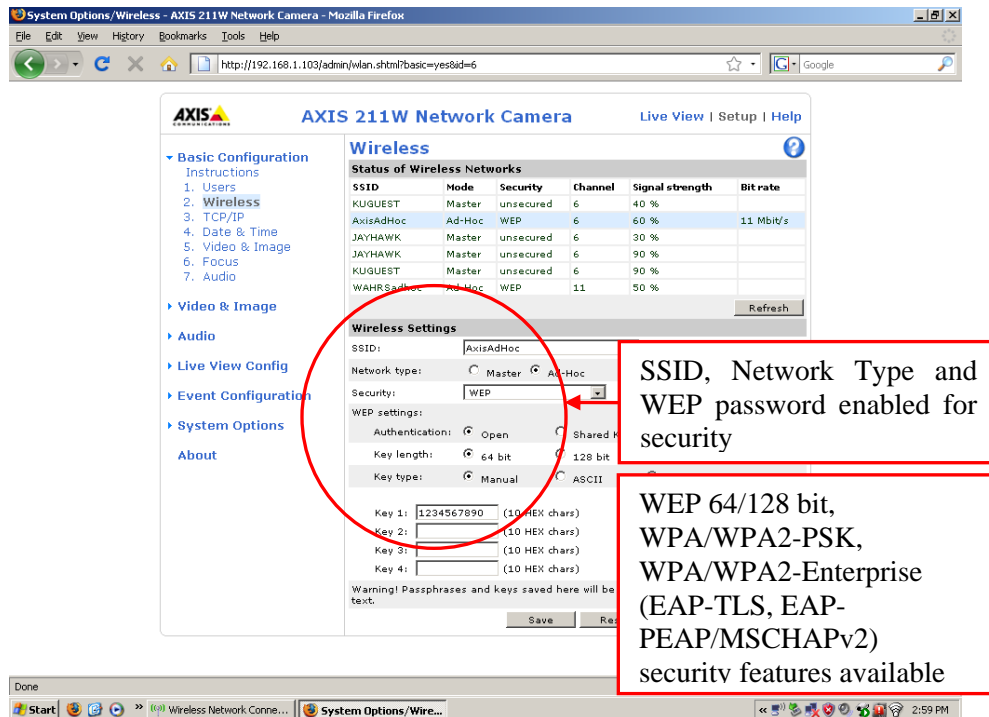 System Options/Wireless - AXIS 211W Network Camera - Mozilla Firefox
File Edit View History Bookmarks Tools Help
http://192.168.1.103/admin/wlan.shtml?basic=yes&id=6
G Google
AXIS
COMMUNICATIONS
AXIS 211W Network Camera
Live View | Setup | Help
Basic Configuration
Instructions
1. Users
2. Wireless
3. TCP/IP
4. Date & Time
5. Video & Image
6. Focus
7. Audio
Video & Image
Audio
Live View Config
Event Configuration
System Options
About
Wireless
?
Status of Wireless Networks
SSID Mode Security Channel Signal strength Bit rate
KUGUEST Master unsecured 6 40 %
AxisAdHoc Ad-Hoc WEP 6 60 % 11 Mbit/s
JAYHAWK Master unsecured 6 30 %
JAYHAWK Master unsecured 6 90 %
KUGUEST Master unsecured 6 90 %
WAHRSadhoc Ad-Hoc WEP 11 50 %
Refresh
Wireless Settings
SSID: AxisAdHoc
Network type: Master Ad-Hoc
Security: WEP
WEP settings:
Authentication: Open Shared K
Key length: 64 bit 128 bit
Key type: Manual ASCII
Key 1: 1234567890 (10 HEX chars)
Key 2: (10 HEX chars)
Key 3: (10 HEX chars)
Key 4: (10 HEX chars)
Warning! Passphrases and keys saved here will be
text.
Save Res
SSID, Network Type and
WEP password enabled for
security
WEP 64/128 bit,
WPA/WPA2-PSK,
WPA/WPA2-Enterprise
(EAP-TLS, EAP-
PEAP/MSCHAPv2)
security features available
Done
Start » Wireless Network Conne... System Options/Wire... « 2:59 PM